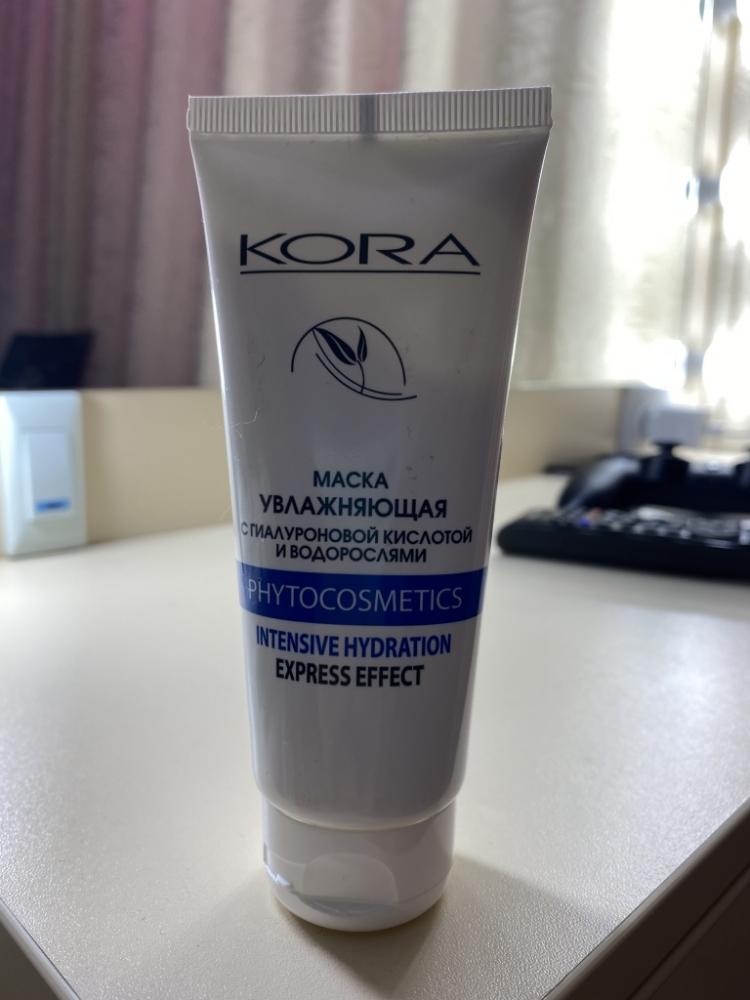 KORA
МАСКА
УВЛАЖНЯЮЩАЯ
С ГИАЛУРОНОВОЙ КИСЛОТОЙ
И ВОДОРОСЛЯМИ
PHYTOCOSMETICS
INTENSIVE HYDRATION
EXPRESS EFFECT